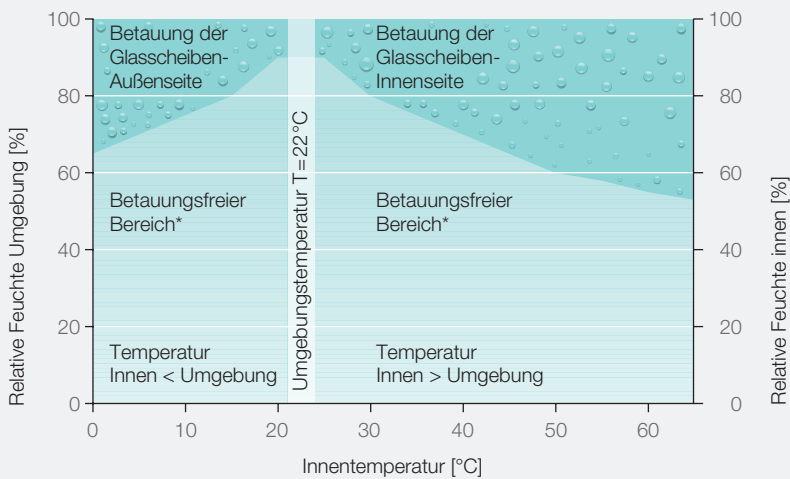 Betauung der
Glasscheiben-
Außenseite
Betauung der
Glasscheiben-
Innenseite
Betauungsfreier
Bereich*
Betauungsfreier
Bereich*
Temperatur
Innen < Umgebung
Temperatur
Innen > Umgebung
Umgebungstemperatur T = 22 °C
Relative Feuchte Umgebung [%]
100
80
60
40
20
0
Relative Feuchte innen [%]
100
80
60
40
20
0
0 10 20 30 40 50 60
Innentemperatur [°C]